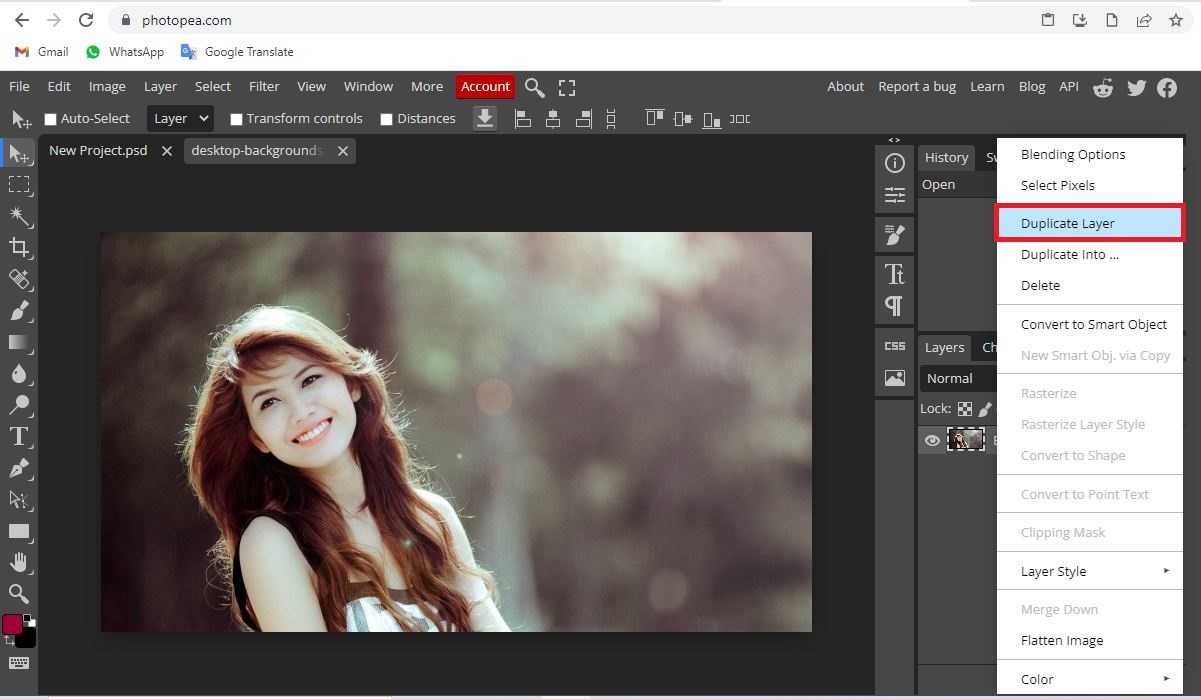 photopea.com
Gmail WhatsApp Google Translate
File Edit Image Layer Select Filter View Window More Account About Report a bug Learn Blog API
Auto-Select Layer Transform controls Distances
New Project.psd desktop-backgrounds
History
Open
Tt
CSS
Layers
Normal
Lock:
T
Blending Options
Select Pixels
Duplicate Layer
Duplicate Into ...
Delete
Convert to Smart Object
New Smart Obj. via Copy
Rasterize
Rasterize Layer Style
Convert to Shape
Convert to Point Text
Clipping Mask
Layer Style
Merge Down
Flatten Image
Color